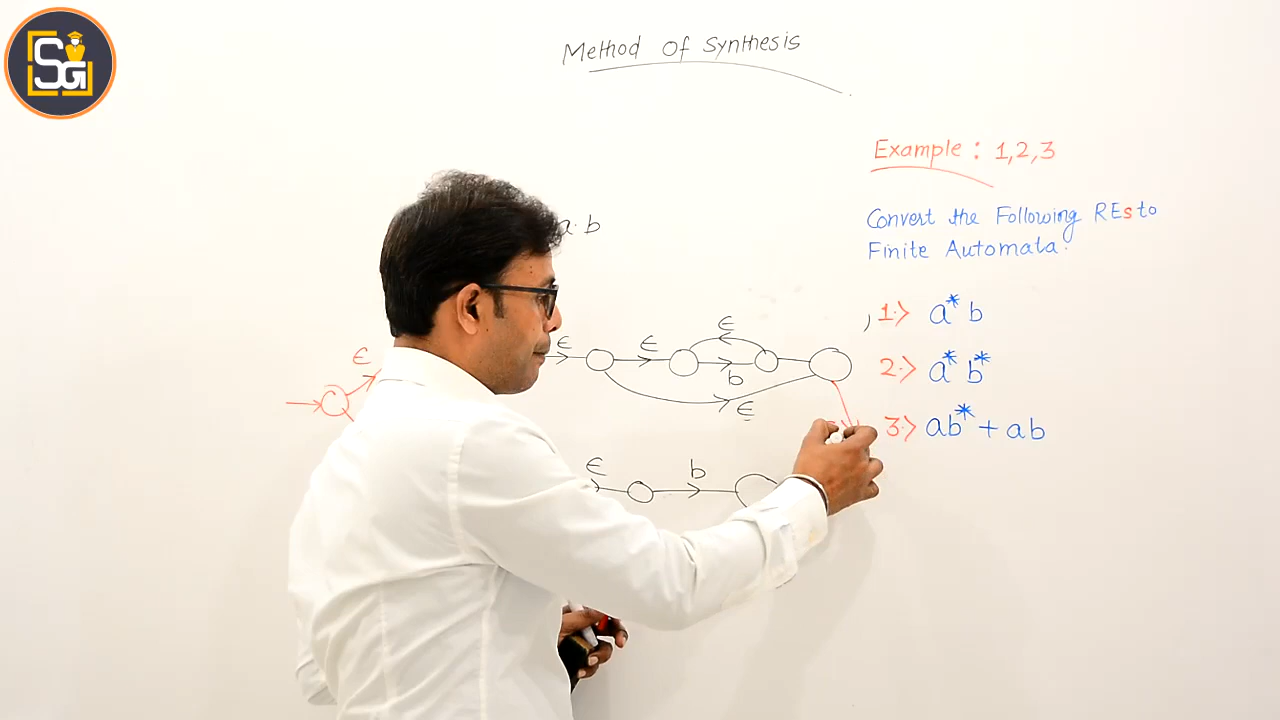 SG
Method of Synthesis
Example : 1,2,3
Convert the Following REs to
Finite Automata.
1.> a* b
2.> a* b*
3.> ab* + ab
a. b
ϵ
ϵ
ϵ
ϵ
b
ϵ
ϵ
b